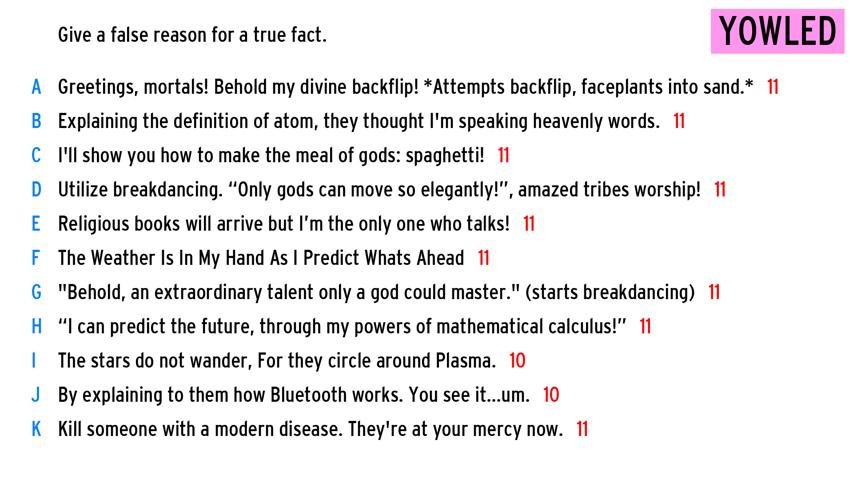 Give a false reason for a true fact.
YOWLED
A Greetings, mortals! Behold my divine backflip! *Attempts backflip, faceplants into sand.* 11
B Explaining the definition of atom, they thought I'm speaking heavenly words. 11
C I'll show you how to make the meal of gods: spaghetti! 11
D Utilize breakdancing. “Only gods can move so elegantly!”, amazed tribes worship! 11
E Religious books will arrive but I’m the only one who talks! 11
F The Weather Is In My Hand As I Predict Whats Ahead 11
G "Behold, an extraordinary talent only a god could master." (starts breakdancing) 11
H “I can predict the future, through my powers of mathematical calculus!” 11
I The stars do not wander, For they circle around Plasma. 10
J By explaining to them how Bluetooth works. You see it...um. 10
K Kill someone with a modern disease. They're at your mercy now. 11